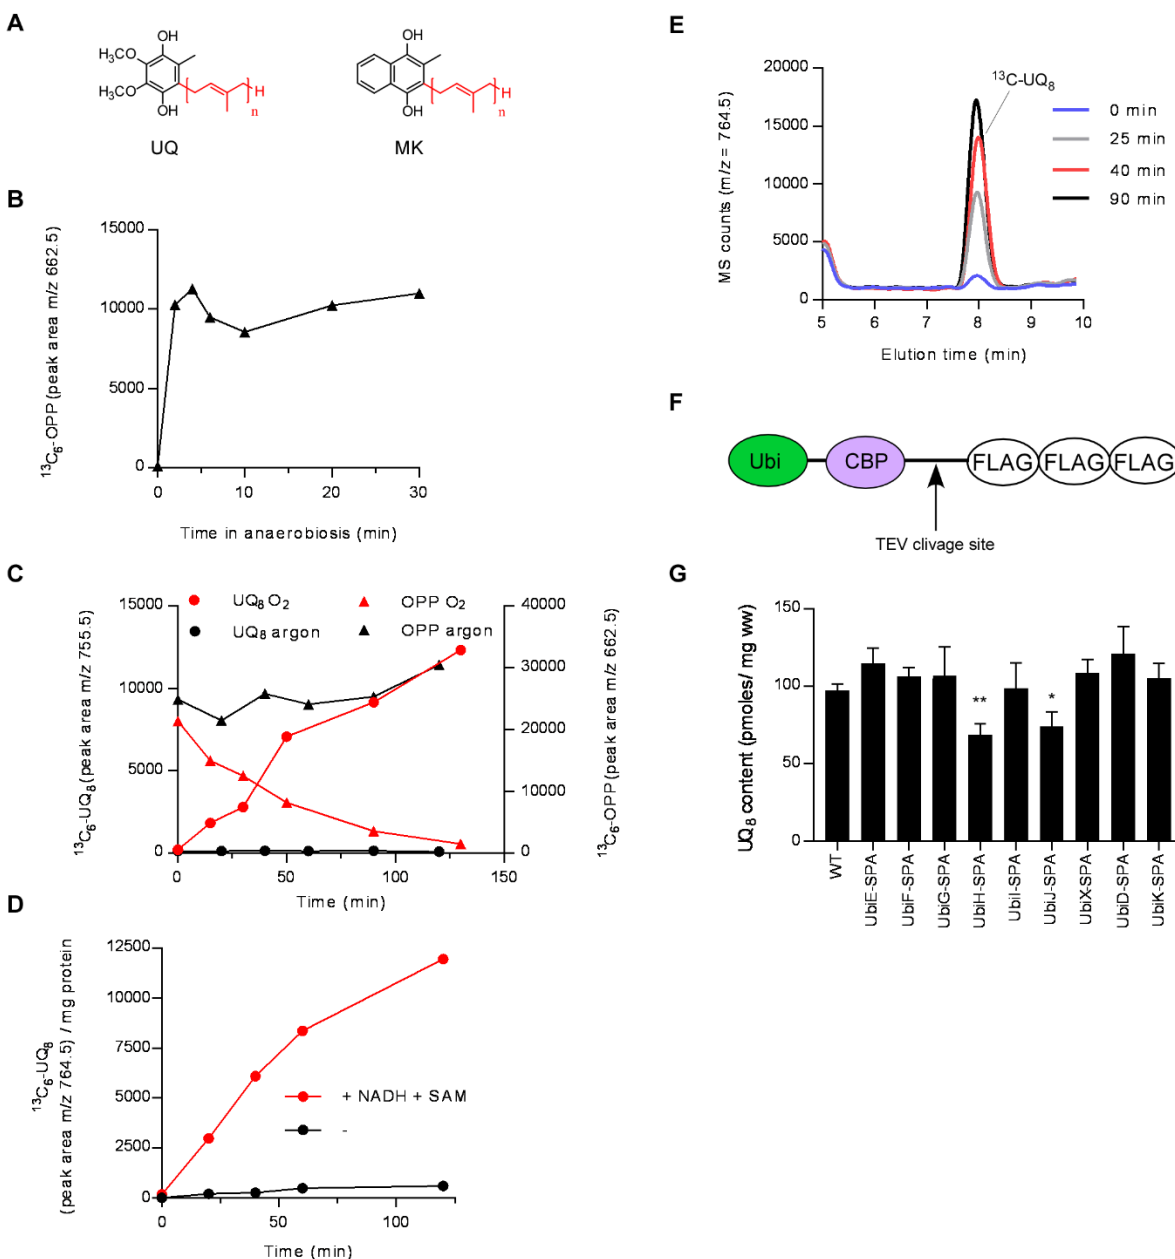 A
OH
H₃CO
H₃CO
OH
H
n
UQ
OH
OH
H
n
MK
B
¹³C₆-OPP (peak area m/z 662.5)
15000
10000
5000
0
0 10 20 30
Time in anaerobiosis (min)
C
UQ₈ O₂
OPP O₂
UQ₈ argon
OPP argon
¹³C₆-UQ₈ (peak area m/z 755.5)
15000
10000
5000
0
40000
30000
20000
10000
0
¹³C₆-OPP (peak area m/z 662.5)
0 50 100 150
Time (min)
D
¹³C₆-UQ₈
(peak area m/z 764.5) / mg protein
12500
10000
7500
5000
2500
0
+ NADH + SAM
-
0 50 100
Time (min)
E
MS counts (m/z = 764.5)
20000
15000
10000
5000
0
¹³C-UQ₈
0 min
25 min
40 min
90 min
5 6 7 8 9 10
Elution time (min)
F
Ubi CBP FLAG FLAG FLAG
TEV clivage site
G
UQ₈ content (pmoles/ mg ww)
150
100
50
0
**
*
WT
UbiE-SPA
UbiF-SPA
UbiG-SPA
UbiH-SPA
UbiI-SPA
UbiJ-SPA
UbiX-SPA
UbiD-SPA
UbiK-SPA